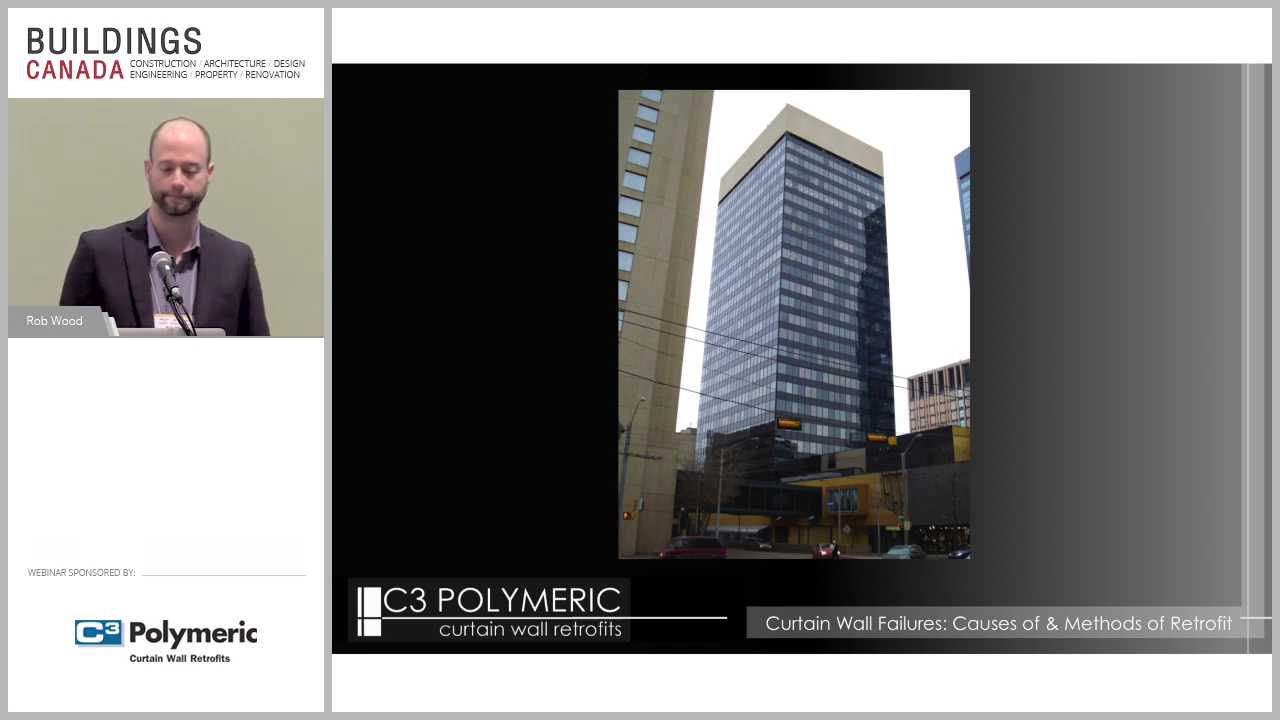 BUILDINGS
CANADA
CONSTRUCTION / ARCHITECTURE / DESIGN
ENGINEERING / PROPERTY / RENOVATION
Rob Wood
WEBINAR SPONSORED BY:
C3 Polymeric
Curtain Wall Retrofits
C3 POLYMERIC
curtain wall retrofits
Curtain Wall Failures: Causes of & Methods of Retrofit